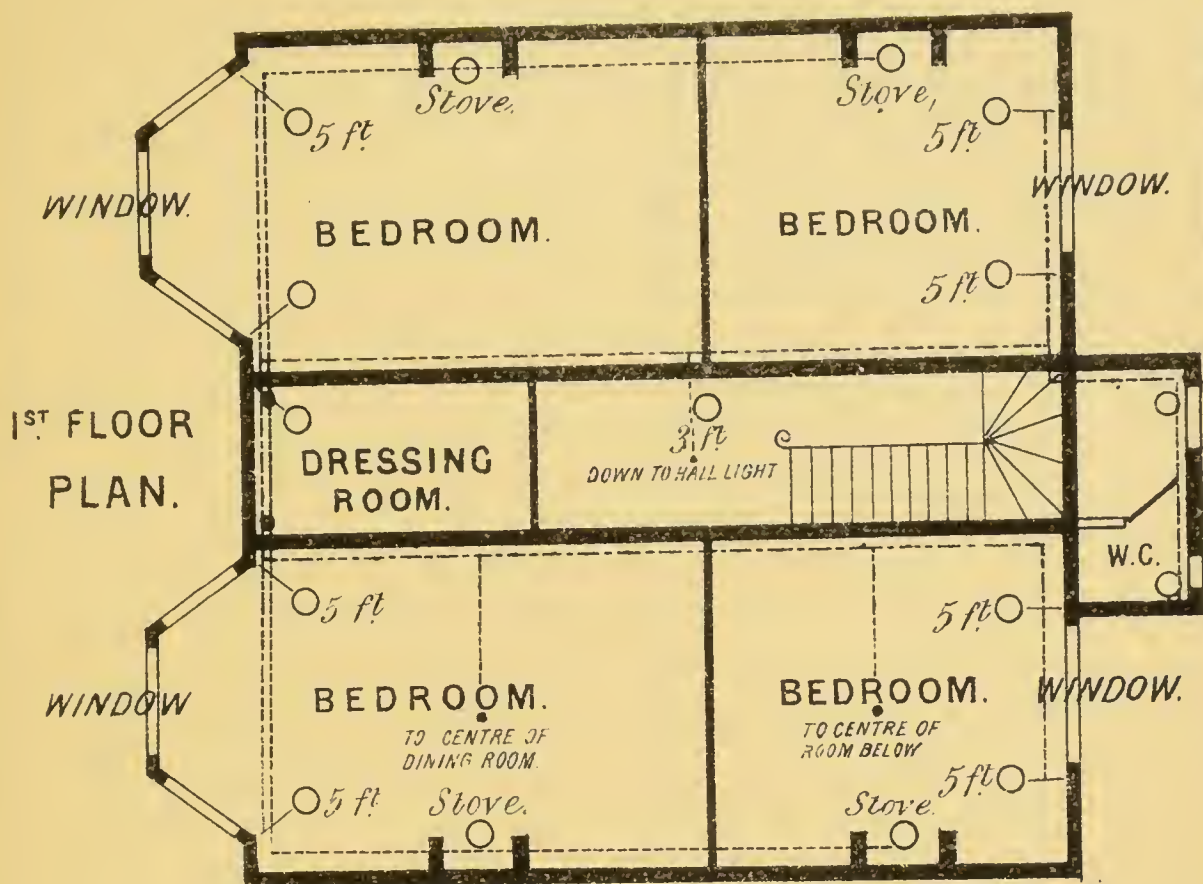 Stove.
Stove,
5 ft
5 ft
WINDOW.
WINDOW.
BEDROOM.
BEDROOM.
5 ft
1ST. FLOOR
PLAN.
DRESSING
ROOM.
3 ft
DOWN TO HALL LIGHT
W.C.
5 ft
5 ft
WINDOW
BEDROOM.
BEDROOM.
WINDOW.
TO CENTRE OF
DINING ROOM.
TO CENTRE OF
ROOM BELOW
5 ft
5 ft
Stove.
Stove.